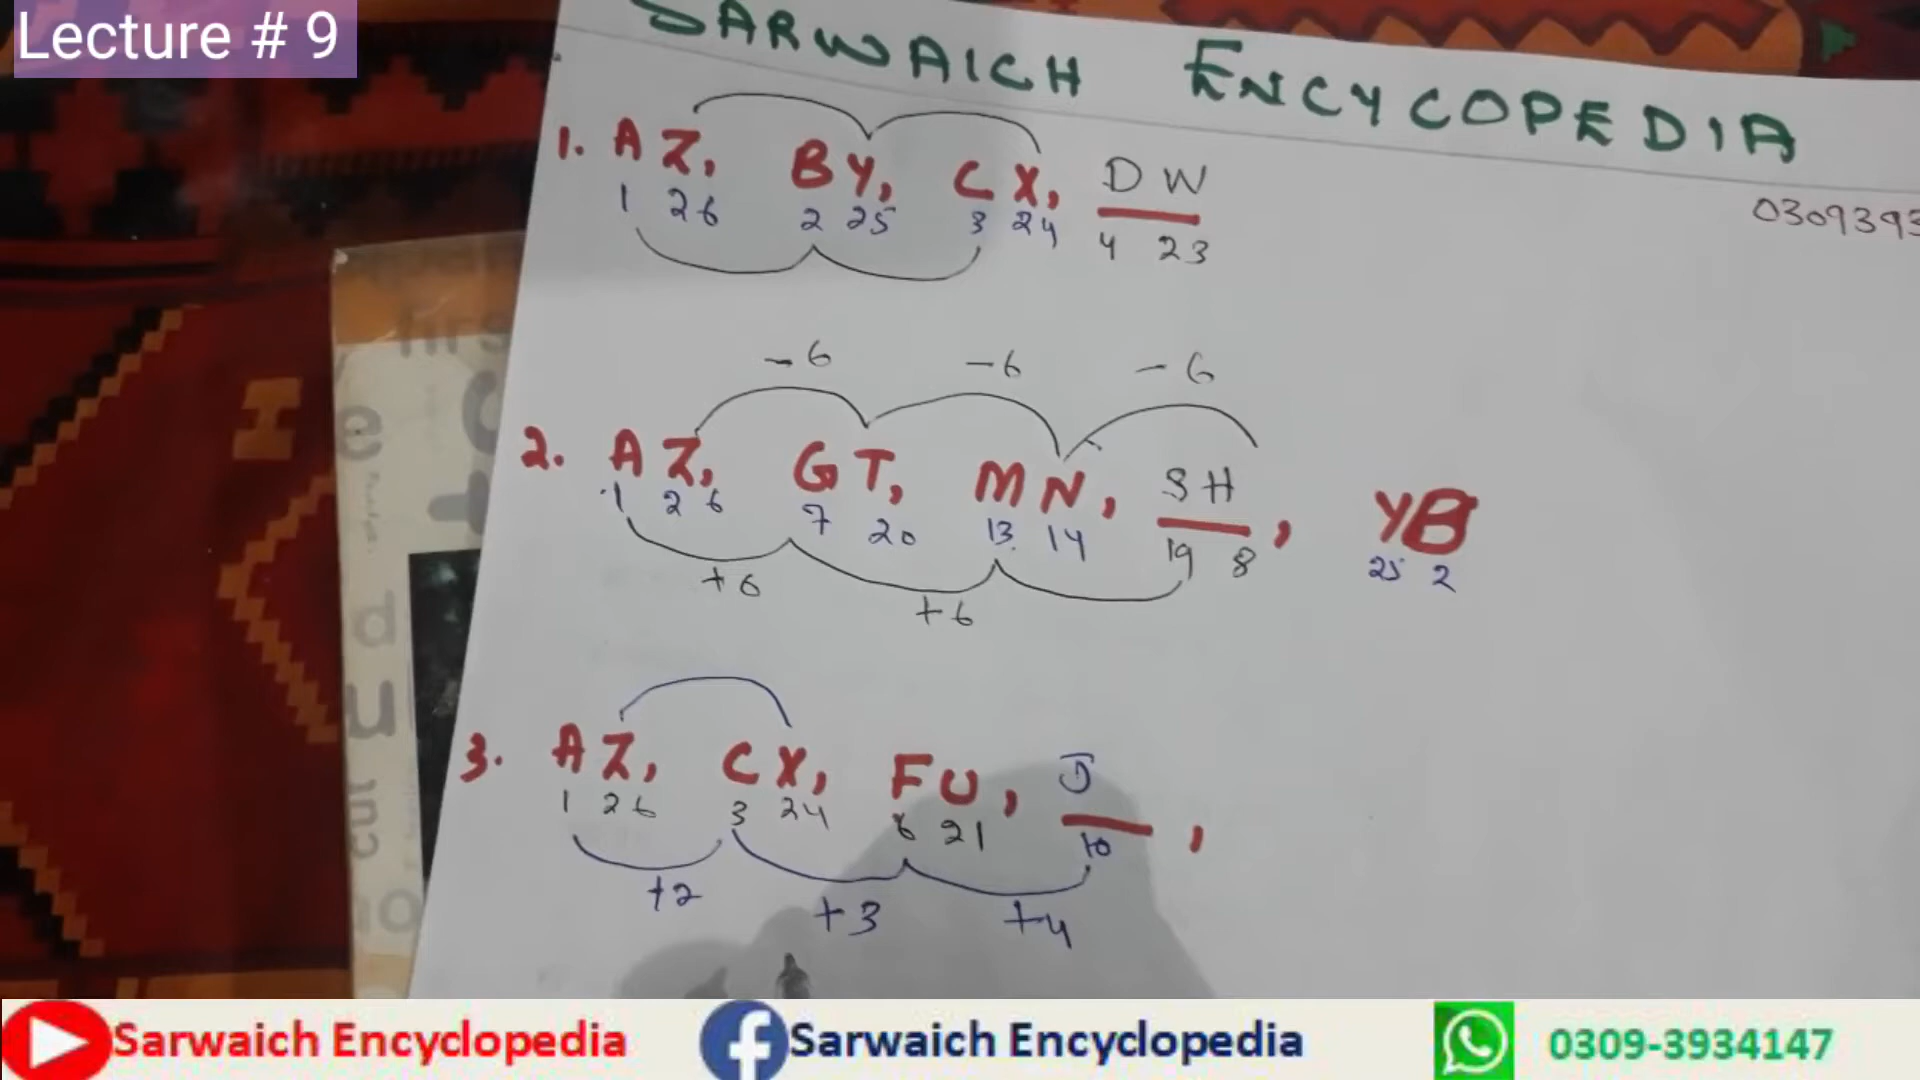 Lecture # 9
SARWAICH ENCYCOPEDIA
1. AZ, BY, CX, DW
1 26 2 25 3 24 4 23
0309393
-6 -6 -6
2. AZ, GT, MN, SH, YB
1 26 7 20 13 14 19 8 25 2
+6 +6
3. AZ, CX, FU, J ,
1 26 3 24 6 21 10
+2 +3 +4
Sarwaich Encyclopedia Sarwaich Encyclopedia 0309-3934147